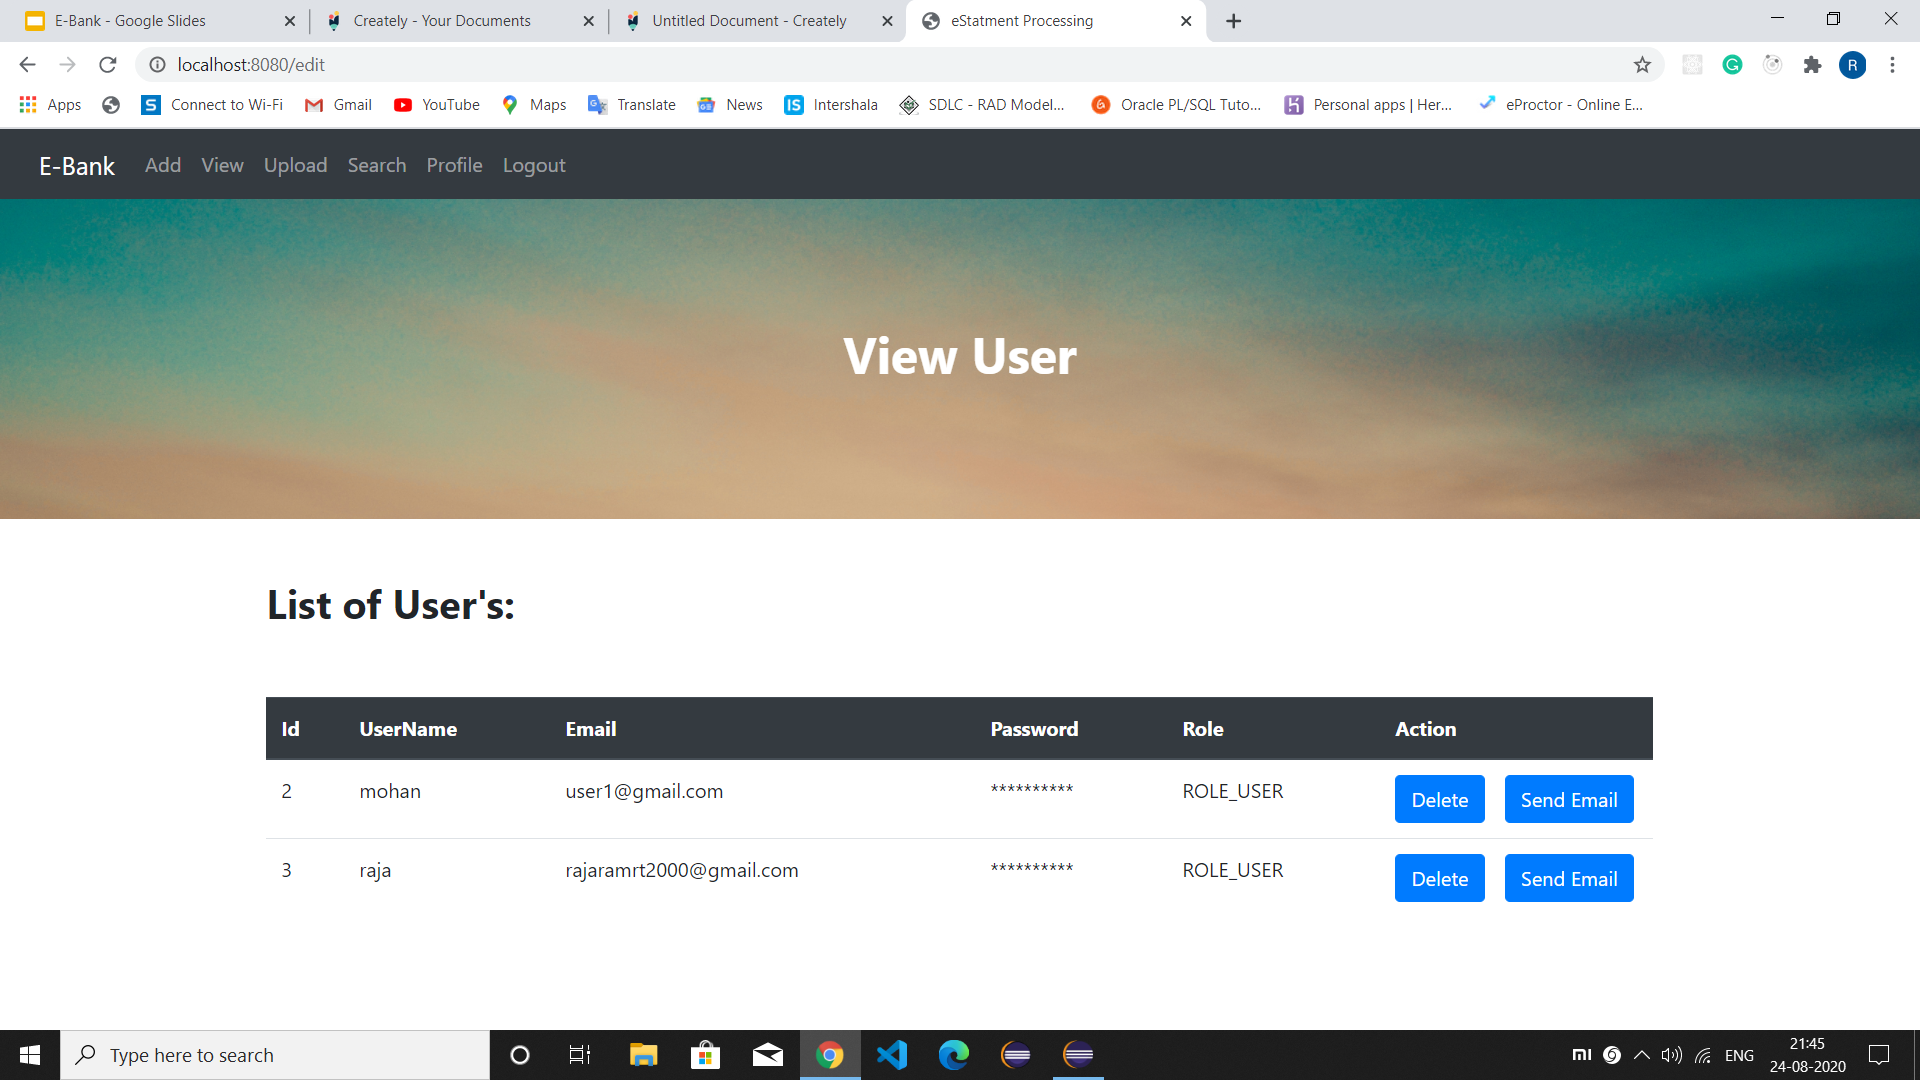 E-Bank - Google Slides Creately - Your Documents Untitled Document - Creately eStatment Processing
localhost:8080/edit R
Apps Connect to Wi-Fi Gmail YouTube Maps Translate News Intershala SDLC - RAD Model... Oracle PL/SQL Tuto... Personal apps | Her... eProctor - Online E...
E-Bank Add View Upload Search Profile Logout
View User
List of User's:
Id UserName Email Password Role Action
2 mohan user1@gmail.com ********** ROLE_USER Delete Send Email
3 raja rajaramrt2000@gmail.com ********** ROLE_USER Delete Send Email
Type here to search ENG 21:45
24-08-2020